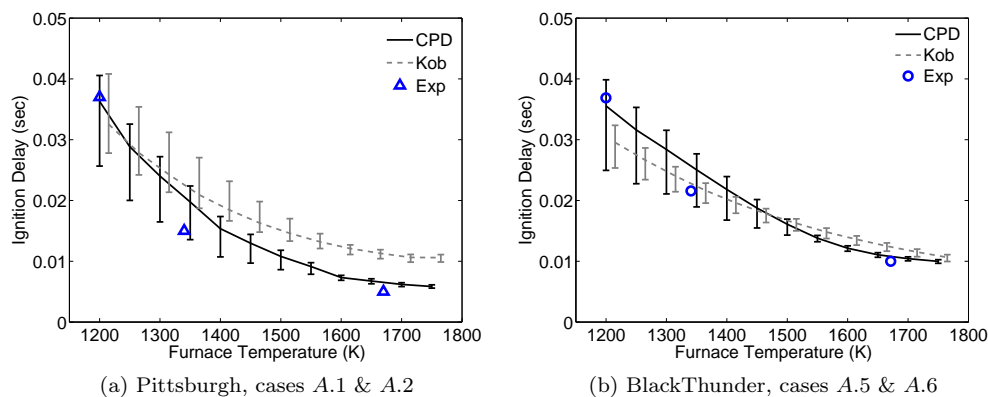 0.05
0.04
0.03
0.02
0.01
0
Ignition Delay (sec)
CPD
Kob
Exp
1200 1300 1400 1500 1600 1700 1800
Furnace Temperature (K)
(a) Pittsburgh, cases A.1 & A.2
0.05
0.04
0.03
0.02
0.01
0
Ignition Delay (sec)
CPD
Kob
Exp
1200 1300 1400 1500 1600 1700 1800
Furnace Temperature (K)
(b) BlackThunder, cases A.5 & A.6